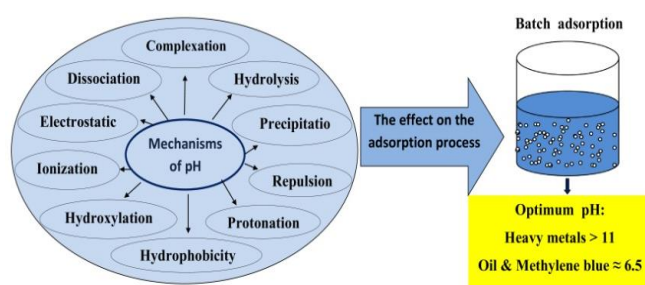 Batch adsorption
Complexation
Dissociation
Hydrolysis
Electrostatic
Precipitatio
Mechanisms
of pH
Ionization
Repulsion
Hydroxylation
Protonation
Hydrophobicity
The effect on the
adsorption process
Optimum pH:
Heavy metals > 11
Oil & Methylene blue ≈ 6.5